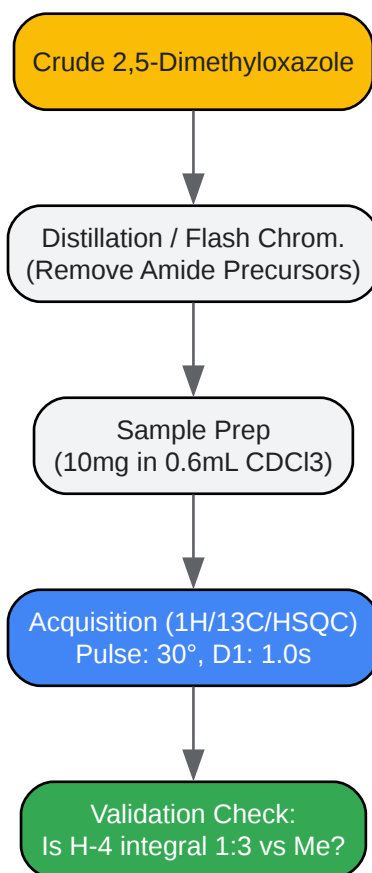 Crude 2,5-Dimethyloxazole
Distillation / Flash Chrom.
(Remove Amide Precursors)
Sample Prep
(10mg in 0.6mL CDCl3)
Acquisition (1H/13C/HSQC)
Pulse: 30°, D1: 1.0s
Validation Check:
Is H-4 integral 1:3 vs Me?